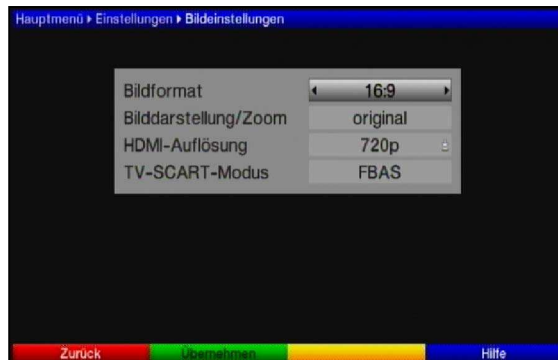 Hauptmenü ▸ Einstellungen ▸ Bildeinstellungen
Bildformat 16:9
Bilddarstellung/Zoom original
HDMI-Auflösung 720p
TV-SCART-Modus FBAS
Zurück Übernehmen Hilfe